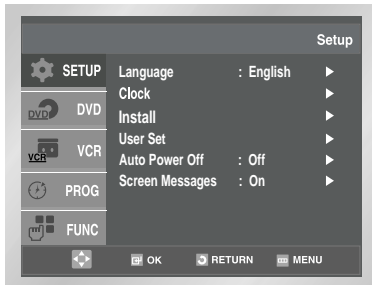 Setup
SETUP
Language : English ►
Clock ►
DVD DVD
Install ►
User Set ►
VCR VCR
Auto Power Off : Off ►
Screen Messages : On ►
PROG
FUNC
OK RETURN MENU